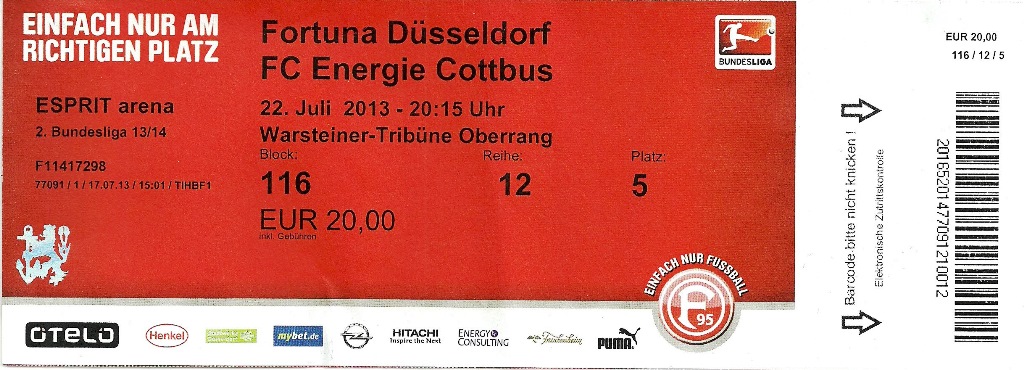 EINFACH NUR AM
RICHTIGEN PLATZ
Fortuna Düsseldorf
FC Energie Cottbus
BUNDESLIGA
EUR 20,00
116 / 12 / 5
ESPRIT arena
2. Bundesliga 13/14
22. Juli 2013 - 20:15 Uhr
Warsteiner-Tribüne Oberrang
F11417298
77091 / 1 / 17.07.13 / 15:01 / TIHBF1
Block:
Reihe:
Platz:
116
12
5
EUR 20,00
inkl. Gebühren
Barcode bitte nicht knicken !
Elektronische Zutrittskontrolle
20165201477091210012
EINFACH NUR FUSSBALL
F 95
OTELO
Henkel
mybet.de
HITACHI
Inspire the Next
ENERGY
CONSULTING
PUMA